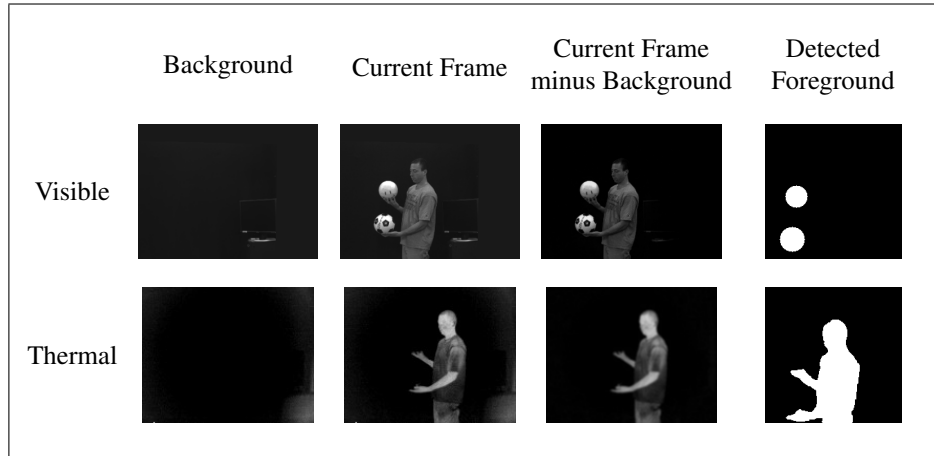 Background
Current Frame
Current Frame
minus Background
Detected
Foreground
Visible
Thermal